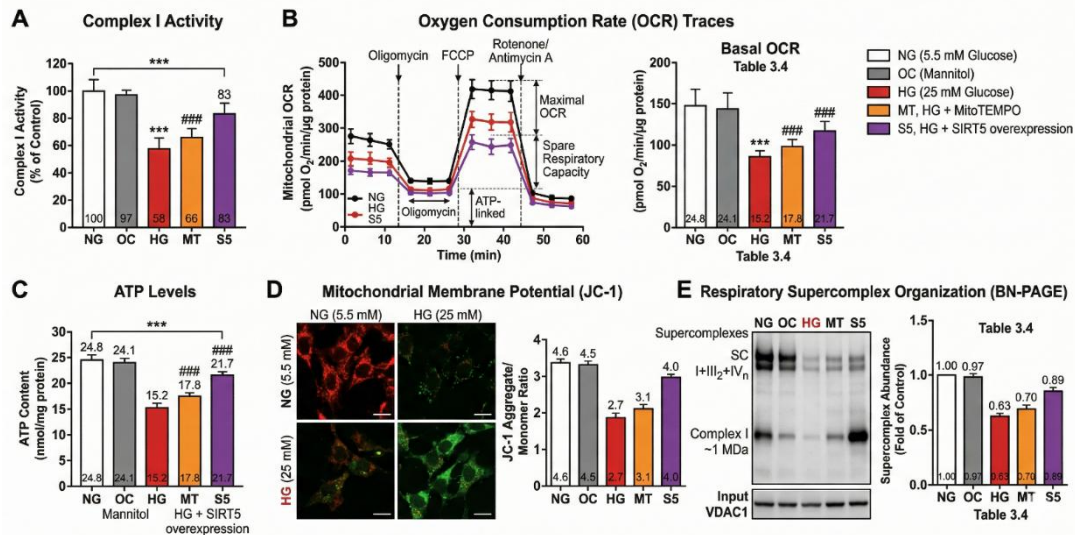 A
Complex I Activity
Complex I Activity
(% of Control)
120
100
80
60
40
20
0
***
***
###
83
100
97
58
66
83
NG
OC
HG
MT
S5
B
Oxygen Consumption Rate (OCR) Traces
Mitochondrial OCR
(pmol O₂/min/µg protein)
500
400
300
200
100
0
Oligomycin
FCCP
Rotenone/
Antimycin A
Maximal
OCR
Spare
Respiratory
Capacity
ATP-
linked
Oligomycin
NG
HG
S5
0
10
20
30
40
50
60
Time (min)
Basal OCR
Table 3.4
(pmol O₂/min/µg protein)
200
150
100
50
0
***
###
###
24.8
24.1
15.2
17.8
21.7
NG
OC
HG
MT
S5
Table 3.4
NG (5.5 mM Glucose)
OC (Mannitol)
HG (25 mM Glucose)
MT, HG + MitoTEMPO
S5, HG + SIRT5 overexpression
C
ATP Levels
ATP Content
(nmol/mg protein)
30
25
20
15
10
5
0
***
24.8
24.1
15.2
###
17.8
###
21.7
24.8
24.1
15.2
17.8
21.7
NG
OC
HG
MT
S5
Mannitol
HG + SIRT5
overexpression
D
Mitochondrial Membrane Potential (JC-1)
NG (5.5 mM)
HG (25 mM)
NG (5.5 mM)
HG (25 mM)
JC-1 Aggregate/
Monomer Ratio
4
3
2
1
0
4.6
4.5
2.7
3.1
4.0
4.6
4.5
2.7
3.1
4.0
NG
OC
HG
MT
S5
E
Respiratory Supercomplex Organization (BN-PAGE)
NG
OC
HG
MT
S5
Supercomplexes
SC
I+III₂+IVₙ
Complex I
~1 MDa
Input
VDAC1
Table 3.4
Supercomplex Abundance
(Fold of Control)
1.00
0.97
0.63
0.70
0.89
1.00
0.97
0.63
0.70
0.89
NG
OC
HG
MT
S5
Table 3.4